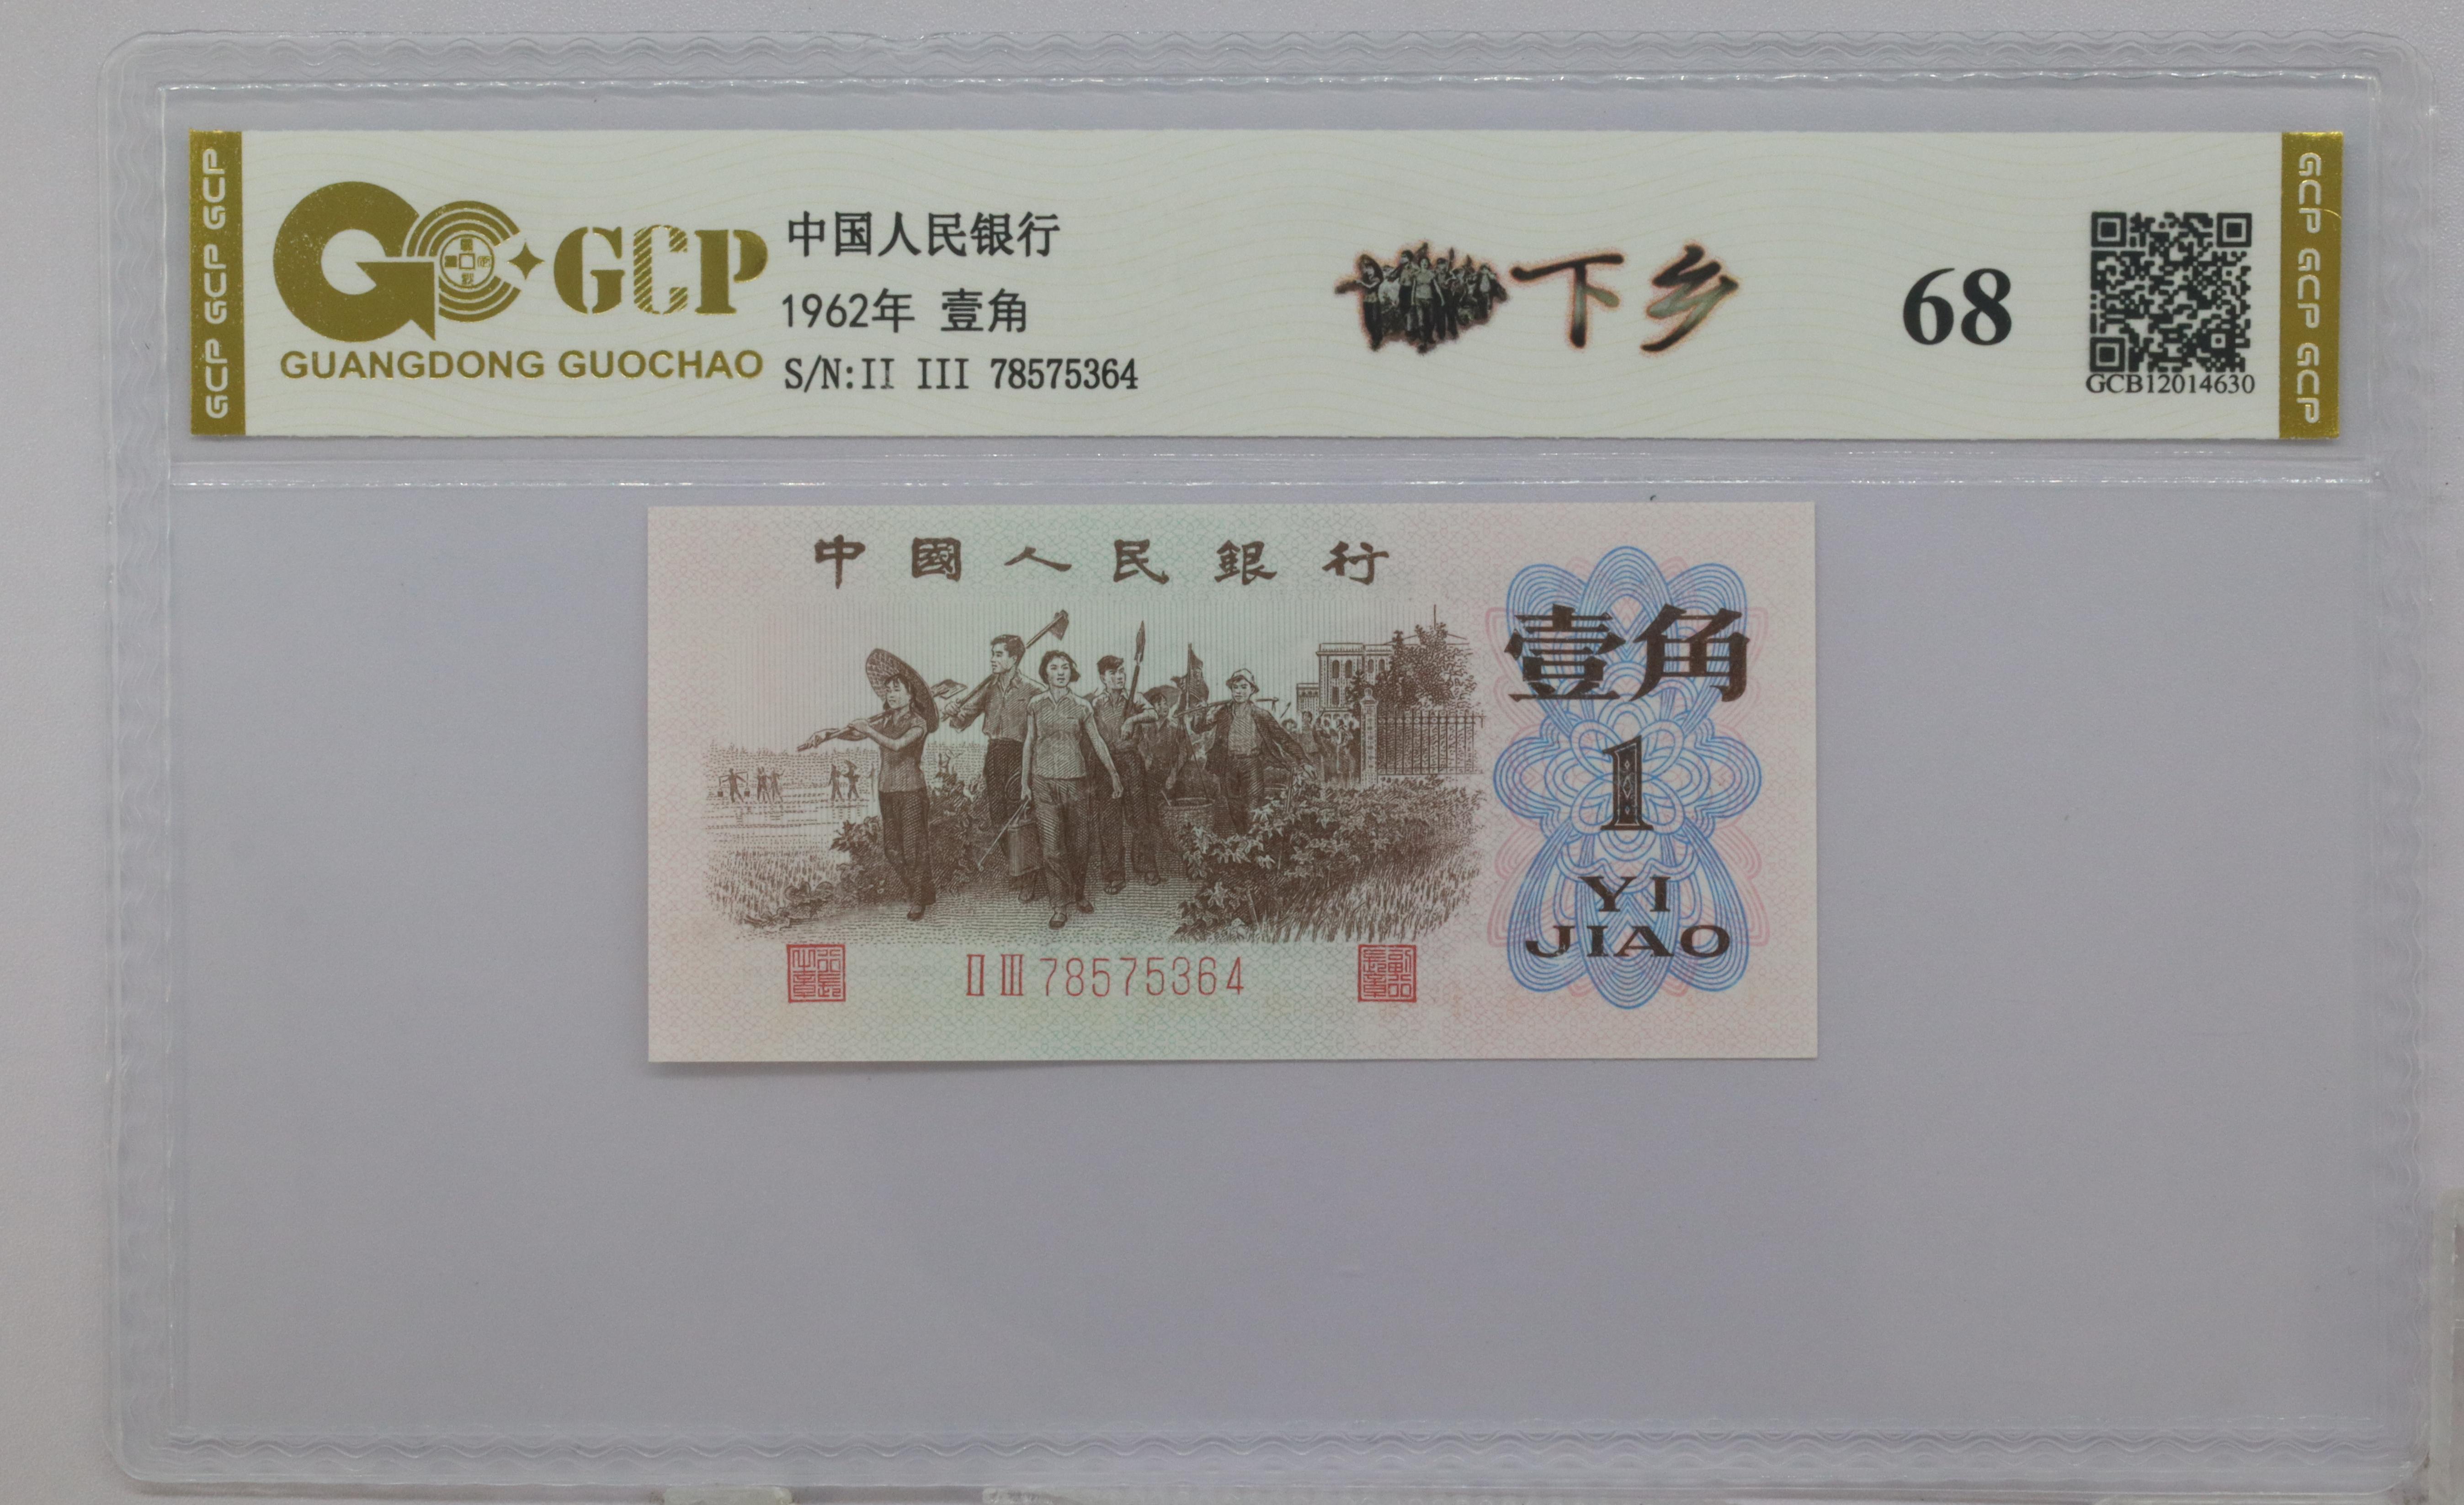 GCP GCP GCP
GCP
GUANGDONG GUOCHAO
中国人民银行
1962年 壹角
S/N:II III 78575364
下乡
68
GCB12014630
GCP GCP GCP
中國人民銀行
壹角
1
YI
JIAO
II III 78575364